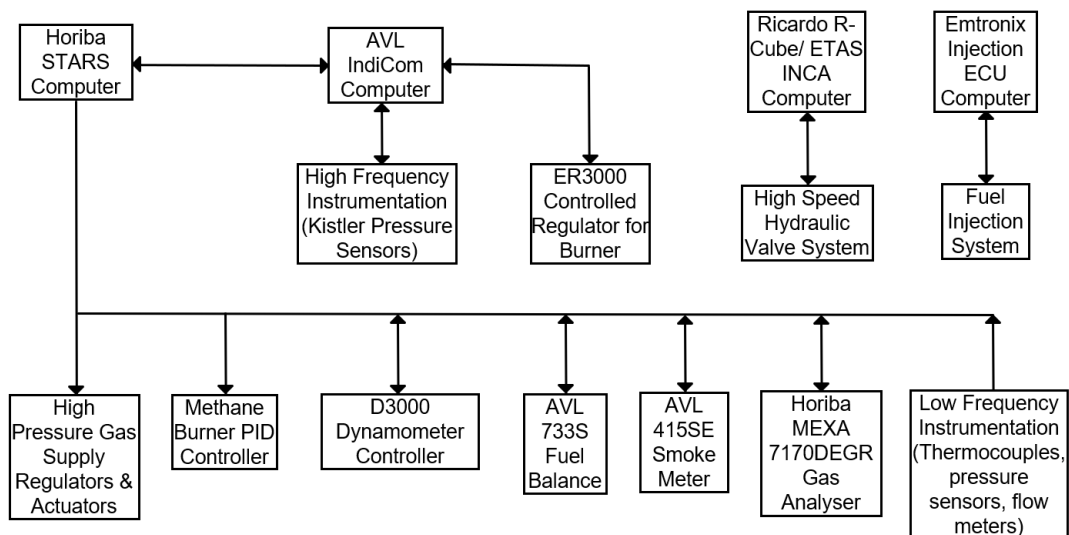 Horiba
STARS
Computer
AVL
IndiCom
Computer
Ricardo R-
Cube/ ETAS
INCA
Computer
Emtronix
Injection
ECU
Computer
High Frequency
Instrumentation
(Kistler Pressure
Sensors)
ER3000
Controlled
Regulator for
Burner
High Speed
Hydraulic
Valve System
Fuel
Injection
System
High
Pressure Gas
Supply
Regulators &
Actuators
Methane
Burner PID
Controller
D3000
Dynamometer
Controller
AVL
733S
Fuel
Balance
AVL
415SE
Smoke
Meter
Horiba
MEXA
7170DEGR
Gas
Analyser
Low Frequency
Instrumentation
(Thermocouples,
pressure
sensors, flow
meters)